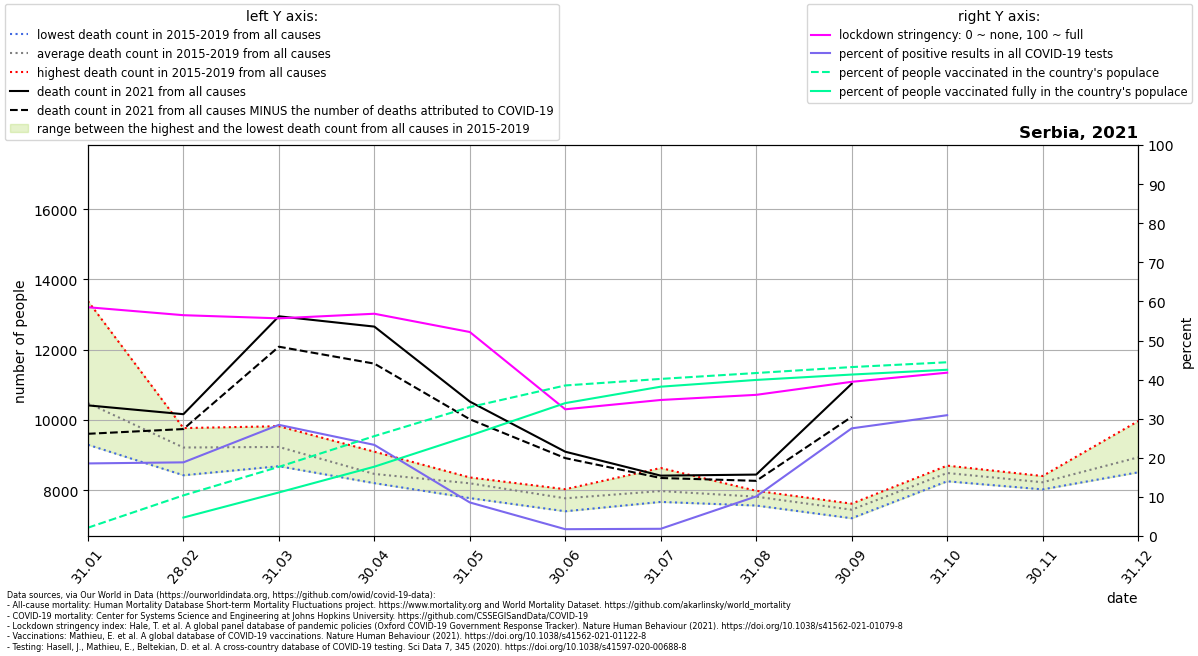 left Y axis:
lowest death count in 2015-2019 from all causes
average death count in 2015-2019 from all causes
highest death count in 2015-2019 from all causes
death count in 2021 from all causes
death count in 2021 from all causes MINUS the number of deaths attributed to COVID-19
range between the highest and the lowest death count from all causes in 2015-2019
right Y axis:
lockdown stringency: 0 ~ none, 100 ~ full
percent of positive results in all COVID-19 tests
percent of people vaccinated in the country's populace
percent of people vaccinated fully in the country's populace
Serbia, 2021
number of people
16000
14000
12000
10000
8000
100
90
80
70
60
50
40
30
20
10
0
percent
31.01
28.02
31.03
30.04
31.05
30.06
31.07
31.08
30.09
31.10
30.11
31.12
date
Data sources, via Our World in Data (https://ourworldindata.org, https://github.com/owid/covid-19-data):
- All-cause mortality: Human Mortality Database Short-term Mortality Fluctuations project. https://www.mortality.org and World Mortality Dataset. https://github.com/akarlinsky/world_mortality
- COVID-19 mortality: Center for Systems Science and Engineering at Johns Hopkins University. https://github.com/CSSEGISandData/COVID-19
- Lockdown stringency index: Hale, T. et al. A global panel database of pandemic policies (Oxford COVID-19 Government Response Tracker). Nature Human Behaviour (2021). https://doi.org/10.1038/s41562-021-01079-8
- Vaccinations: Mathieu, E. et al. A global database of COVID-19 vaccinations. Nature Human Behaviour (2021). https://doi.org/10.1038/s41562-021-01122-8
- Testing: Hasell, J., Mathieu, E., Beltekian, D. et al. A cross-country database of COVID-19 testing. Sci Data 7, 345 (2020). https://doi.org/10.1038/s41597-020-00688-8